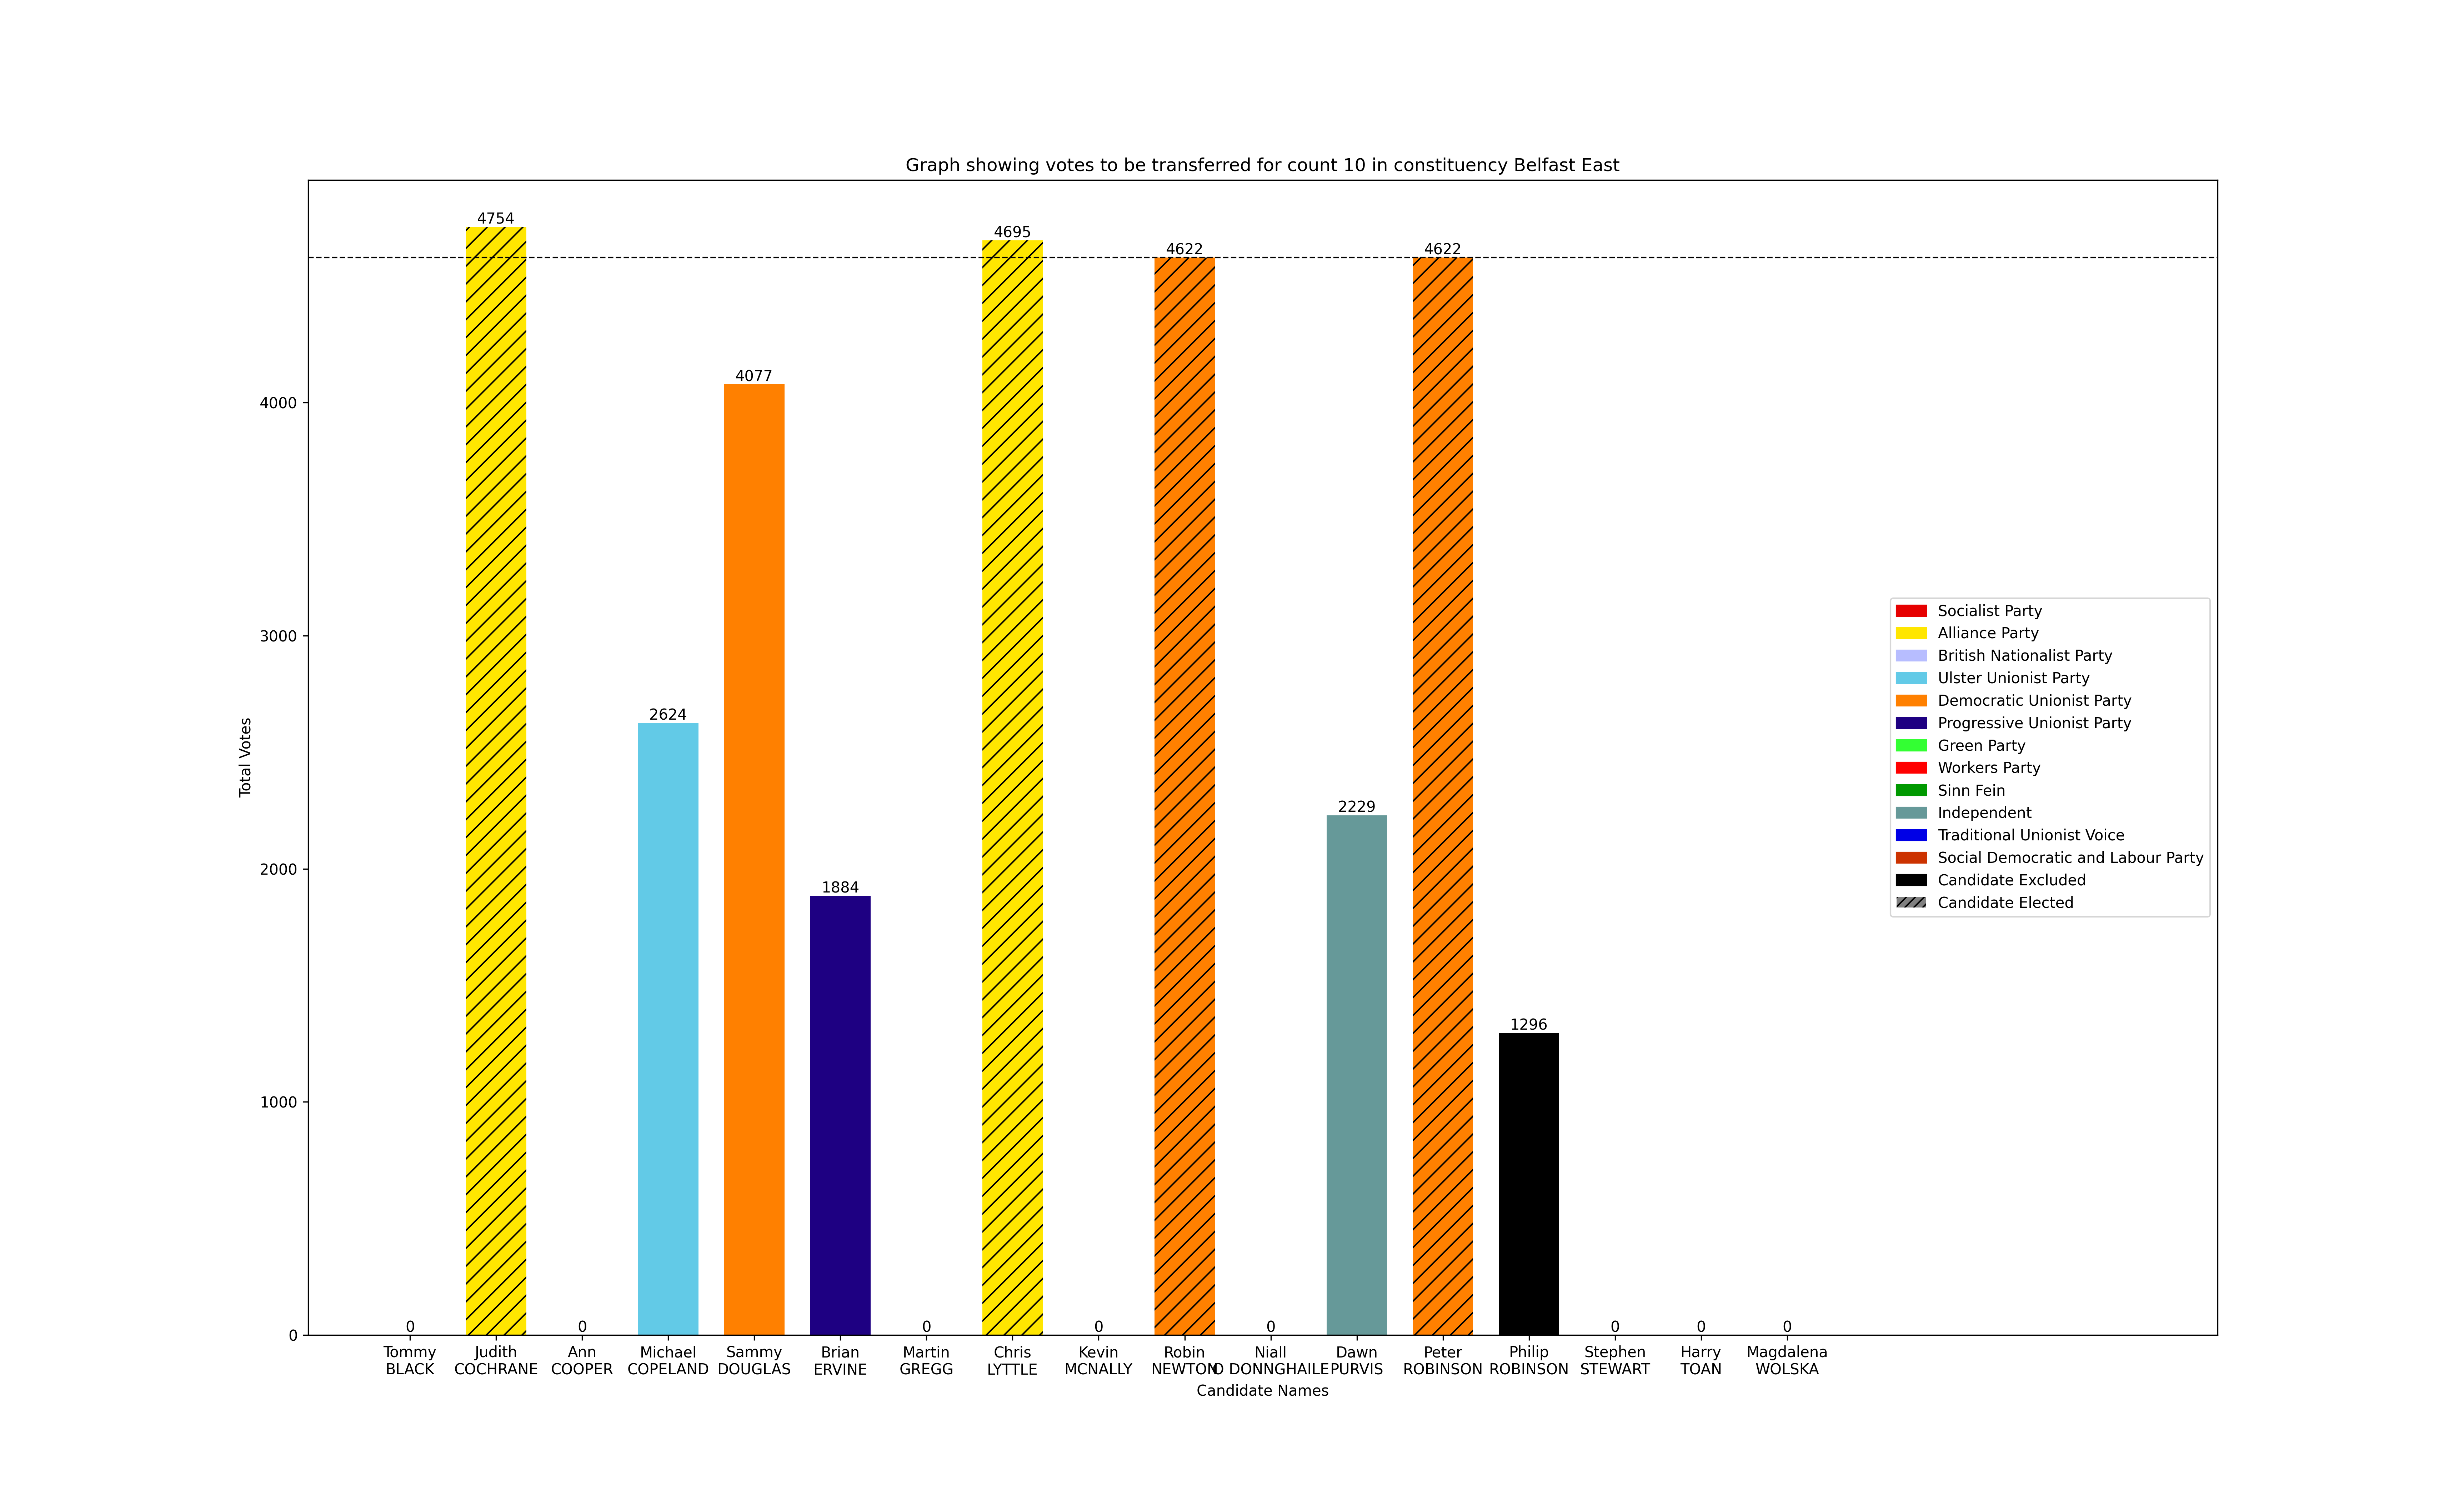 Graph showing votes to be transferred for count 10 in constituency Belfast East
4754
4695
4622
4622
4077
2624
2229
1884
1296
0
0
0
0
0
0
0
0
4000
3000
2000
1000
0
Total Votes
Socialist Party
Alliance Party
British Nationalist Party
Ulster Unionist Party
Democratic Unionist Party
Progressive Unionist Party
Green Party
Workers Party
Sinn Fein
Independent
Traditional Unionist Voice
Social Democratic and Labour Party
Candidate Excluded
Candidate Elected
Tommy
BLACK
Judith
COCHRANE
Ann
COOPER
Michael
COPELAND
Sammy
DOUGLAS
Brian
ERVINE
Martin
GREGG
Chris
LYTTLE
Kevin
MCNALLY
Robin
NEWTON
Niall
O DONNGHAILE
Dawn
PURVIS
Peter
ROBINSON
Philip
ROBINSON
Stephen
STEWART
Harry
TOAN
Magdalena
WOLSKA
Candidate Names